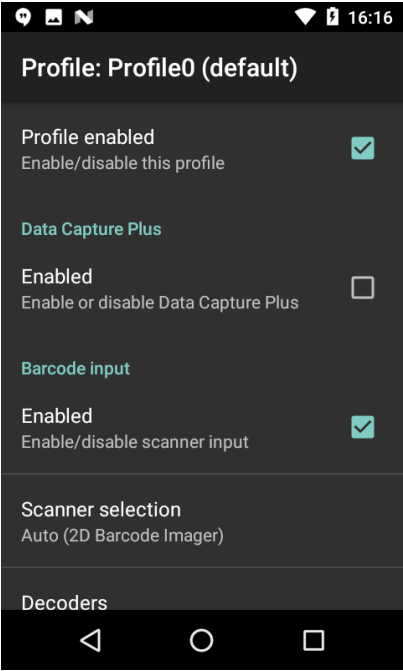 16:16
Profile: Profile0 (default)
Profile enabled
Enable/disable this profile
Data Capture Plus
Enabled
Enable or disable Data Capture Plus
Barcode input
Enabled
Enable/disable scanner input
Scanner selection
Auto (2D Barcode Imager)
Decoders